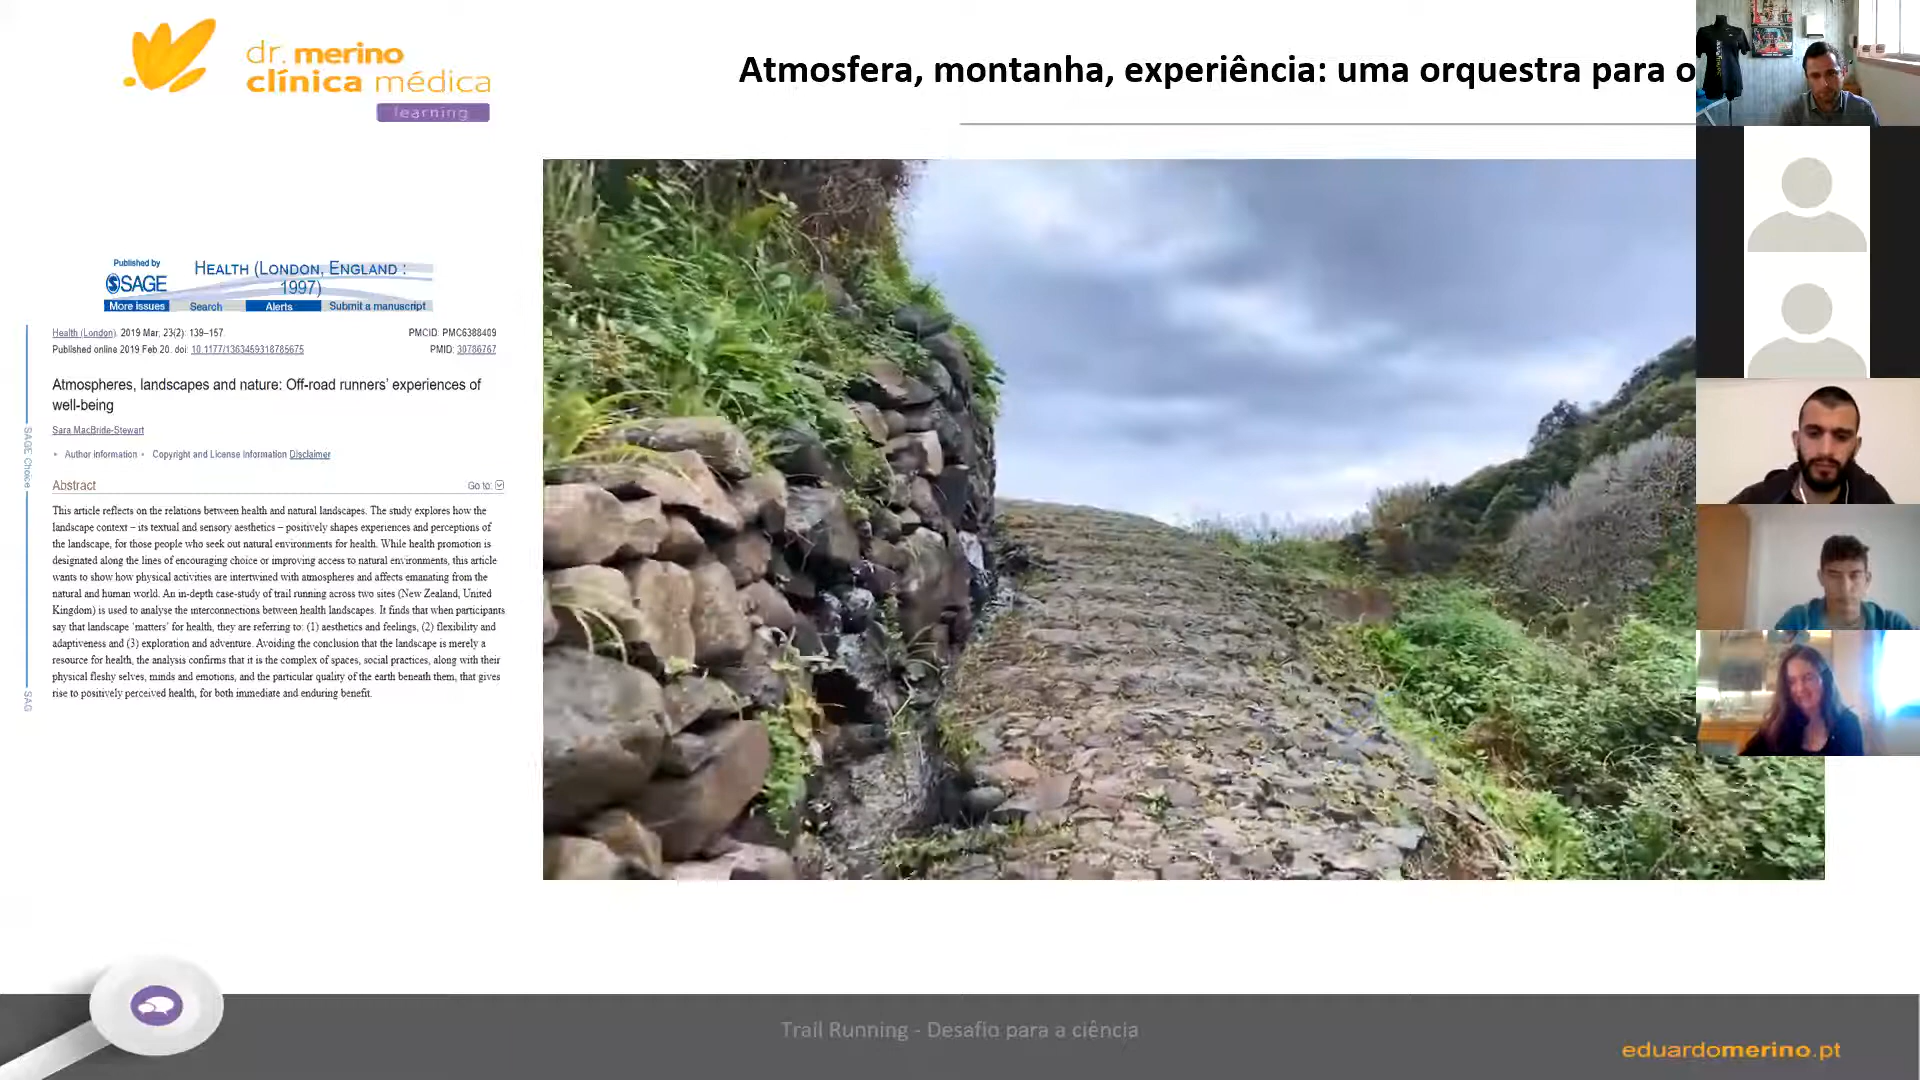 dr. merino
clínica médica
learning
Atmosfera, montanha, experiência: uma orquestra para o
Published by
SAGE
HEALTH (LONDON, ENGLAND :
1997)
More issues
Search
Alerts
Submit a manuscript
Health (London). 2019 Mar; 23(2): 139–157.
PMCID: PMC6388409
Published online 2019 Feb 20. doi: 10.1177/1363459318785675
PMID: 30786767
Atmospheres, landscapes and nature: Off-road runners’ experiences of
well-being
Sara MacBride-Stewart
Author information
Copyright and License Information Disclaimer
Abstract
Go to:
This article reflects on the relations between health and natural landscapes. The study explores how the
landscape context – its textual and sensory aesthetics – positively shapes experiences and perceptions of
the landscape, for those people who seek out natural environments for health. While health promotion is
designated along the lines of encouraging choice or improving access to natural environments, this article
wants to show how physical activities are intertwined with atmospheres and affects emanating from the
natural and human world. An in-depth case-study of trail running across two sites (New Zealand, United
Kingdom) is used to analyse the interconnections between health landscapes. It finds that when participants
say that landscape ‘matters’ for health, they are referring to: (1) aesthetics and feelings, (2) flexibility and
adaptiveness and (3) exploration and adventure. Avoiding the conclusion that the landscape is merely a
resource for health, the analysis confirms that it is the complex of spaces, social practices, along with their
physical fleshy selves, minds and emotions, and the particular quality of the earth beneath them, that gives
rise to positively perceived health, for both immediate and enduring benefit.
SAGE Choice
SAG
Trail Running - Desafio para a ciência
eduardomerino.pt